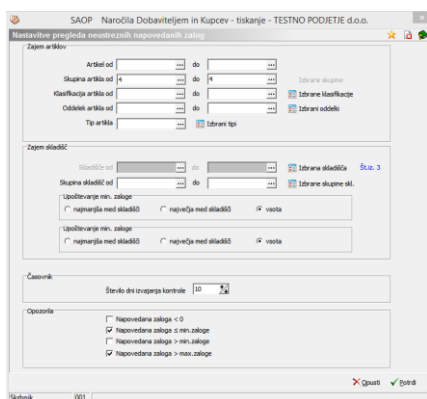 SAOP Naročila Dobaviteljem in Kupcev - tiskanje - TESTNO PODJETJE d.o.o.
Nastavitve pregleda neustreznih napovedanih zalog
Zajem artiklov
Artikel od ... do ...
Skupina artikla od 4 ... do 4 ... Izbrane skupine
Klasifikacija artikla od ... do ... Izbrane klasifikacije
Oddelek artikla od ... do ... Izbrani oddelki
Tip artikla ... Izbrani tipi
Zajem skladišč
Skladišče od ... do ... Izbrana skladišča Št.iz. 3
Skupina skladišč od ... do ... Izbrane skupine skl.
Upoštevanje min. zaloge
najmanjša med skladišči največja med skladišči vsota
Upoštevanje min. zaloge
najmanjša med skladišči največja med skladišči vsota
Časovnik
Število dni izvajanja kontrole 10
Opozorila
Napovedana zaloga < 0
Napovedana zaloga ≤ min.zaloge
Napovedana zaloga > min.zaloge
Napovedana zaloga > max.zaloge
Opusti Potrdi
Skrbnik 001